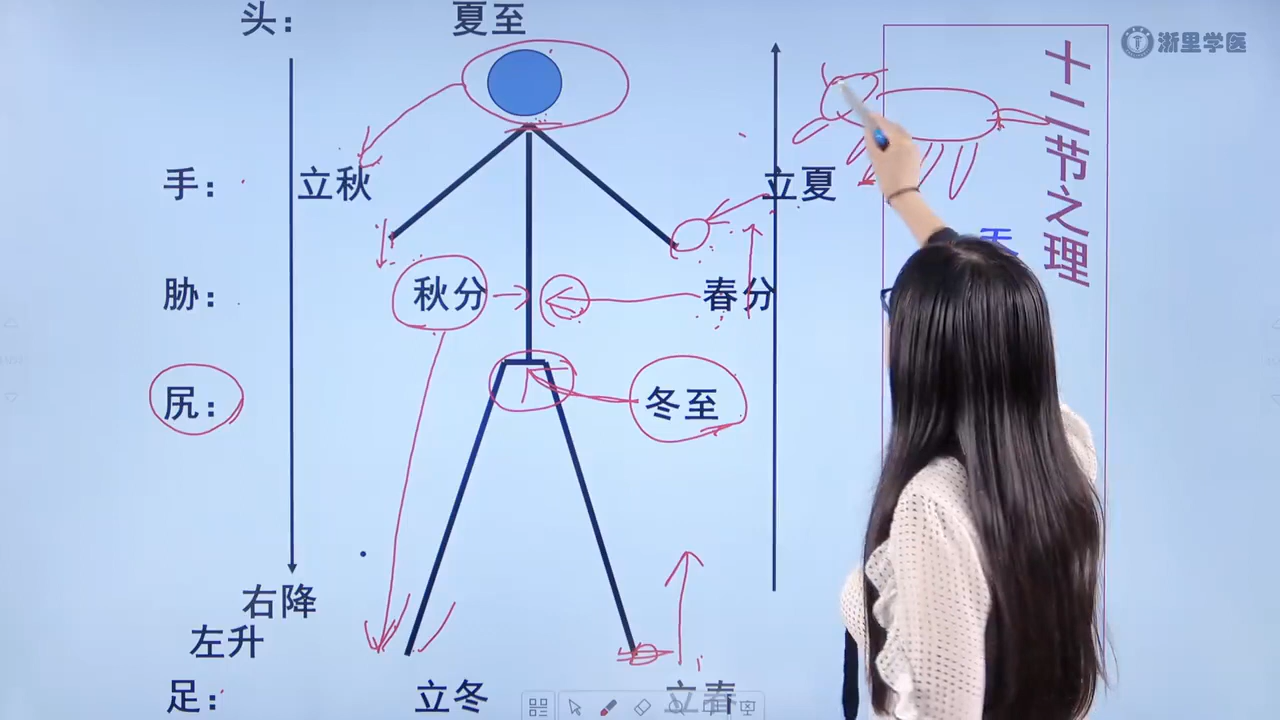 头： 夏至
浙里学医
十二节之理
手： 立秋 立夏
天
胁： 秋分 春分
尻： 冬至
右降
左升
足： 立冬 立春